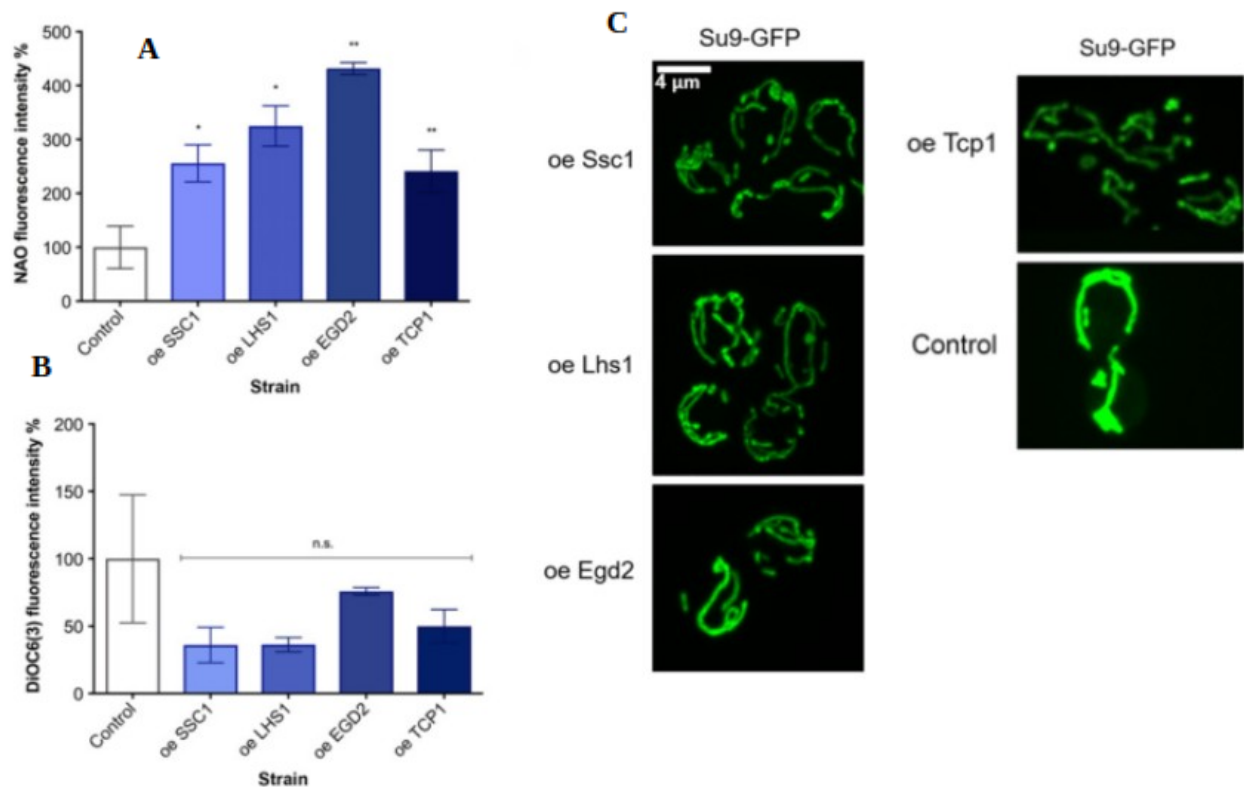 A
NAO fluorescence intensity %
500
400
300
200
100
0
*
*
**
**
Control
oe SSC1
oe LHS1
oe EGD2
oe TCP1
Strain
B
DiOC6(3) fluorescence intensity %
200
150
100
50
0
n.s.
Control
oe SSC1
oe LHS1
oe EGD2
oe TCP1
Strain
C
Su9-GFP
4 µm
oe Ssc1
oe Lhs1
oe Egd2
Su9-GFP
oe Tcp1
Control